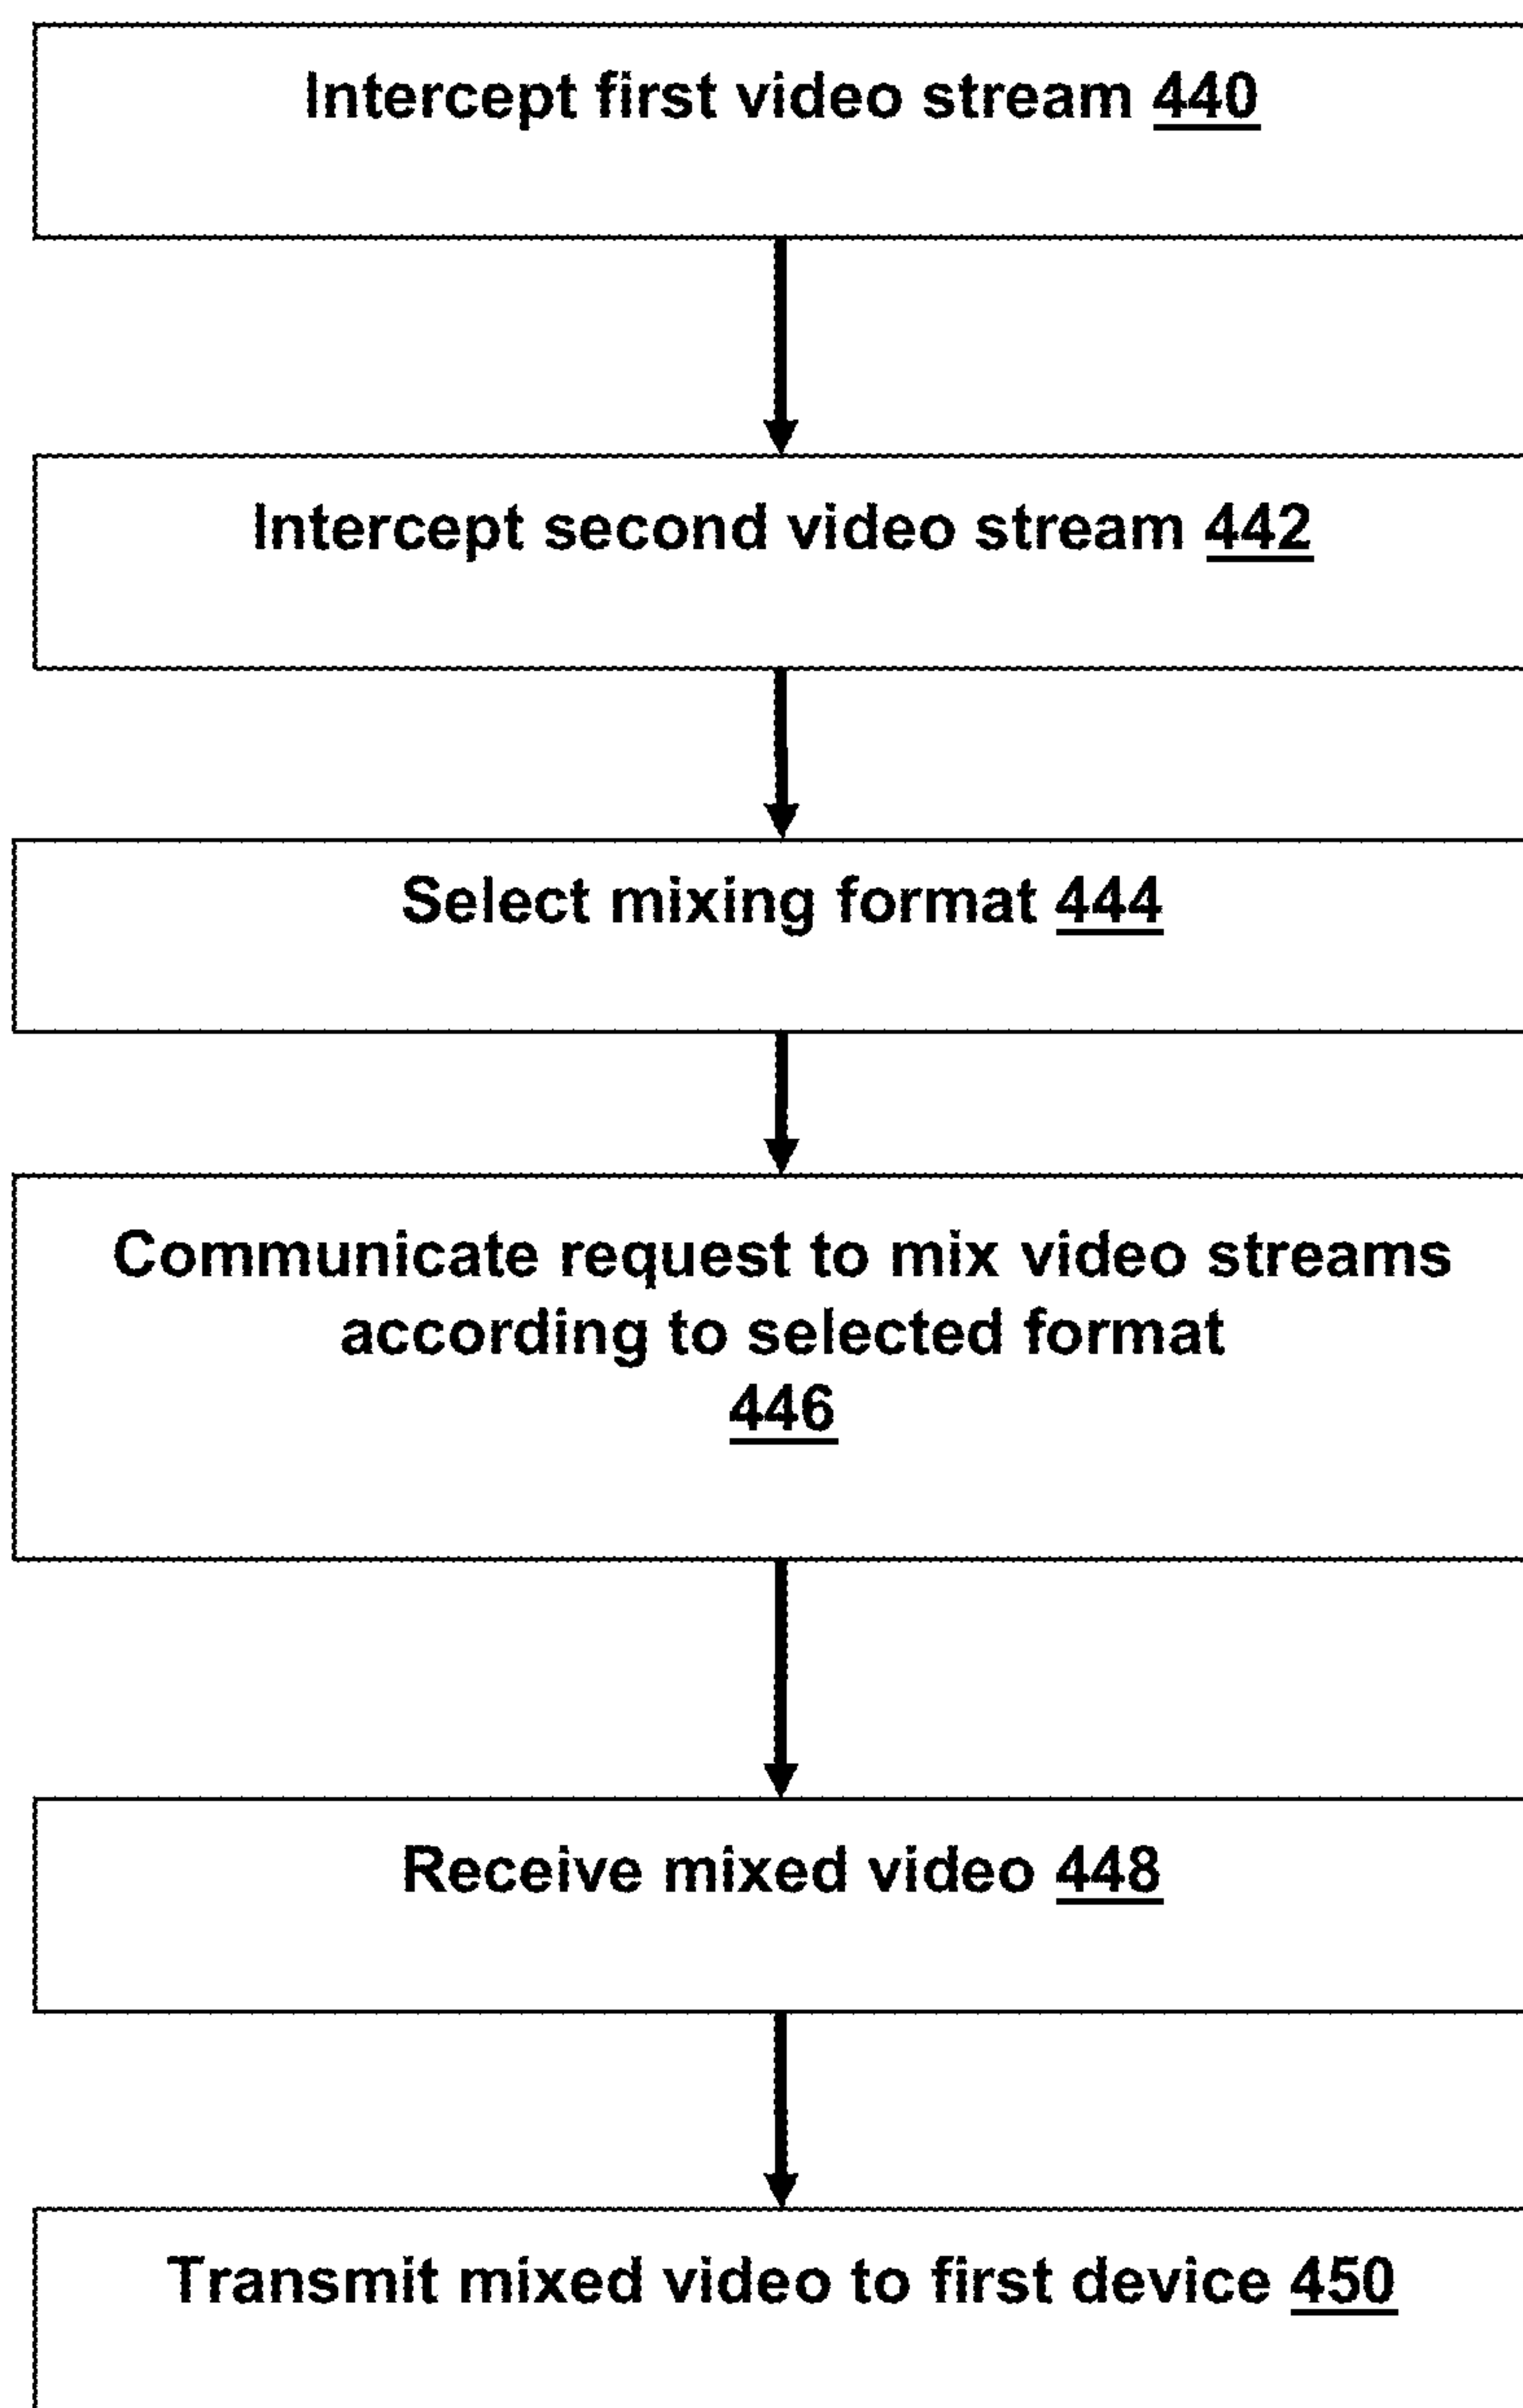 Intercept first video stream 440
Intercept second video stream 442
Select mixing format 444
Communicate request to mix video streams
according to selected format
446
Receive mixed video 448
Transmit mixed video to first device 450